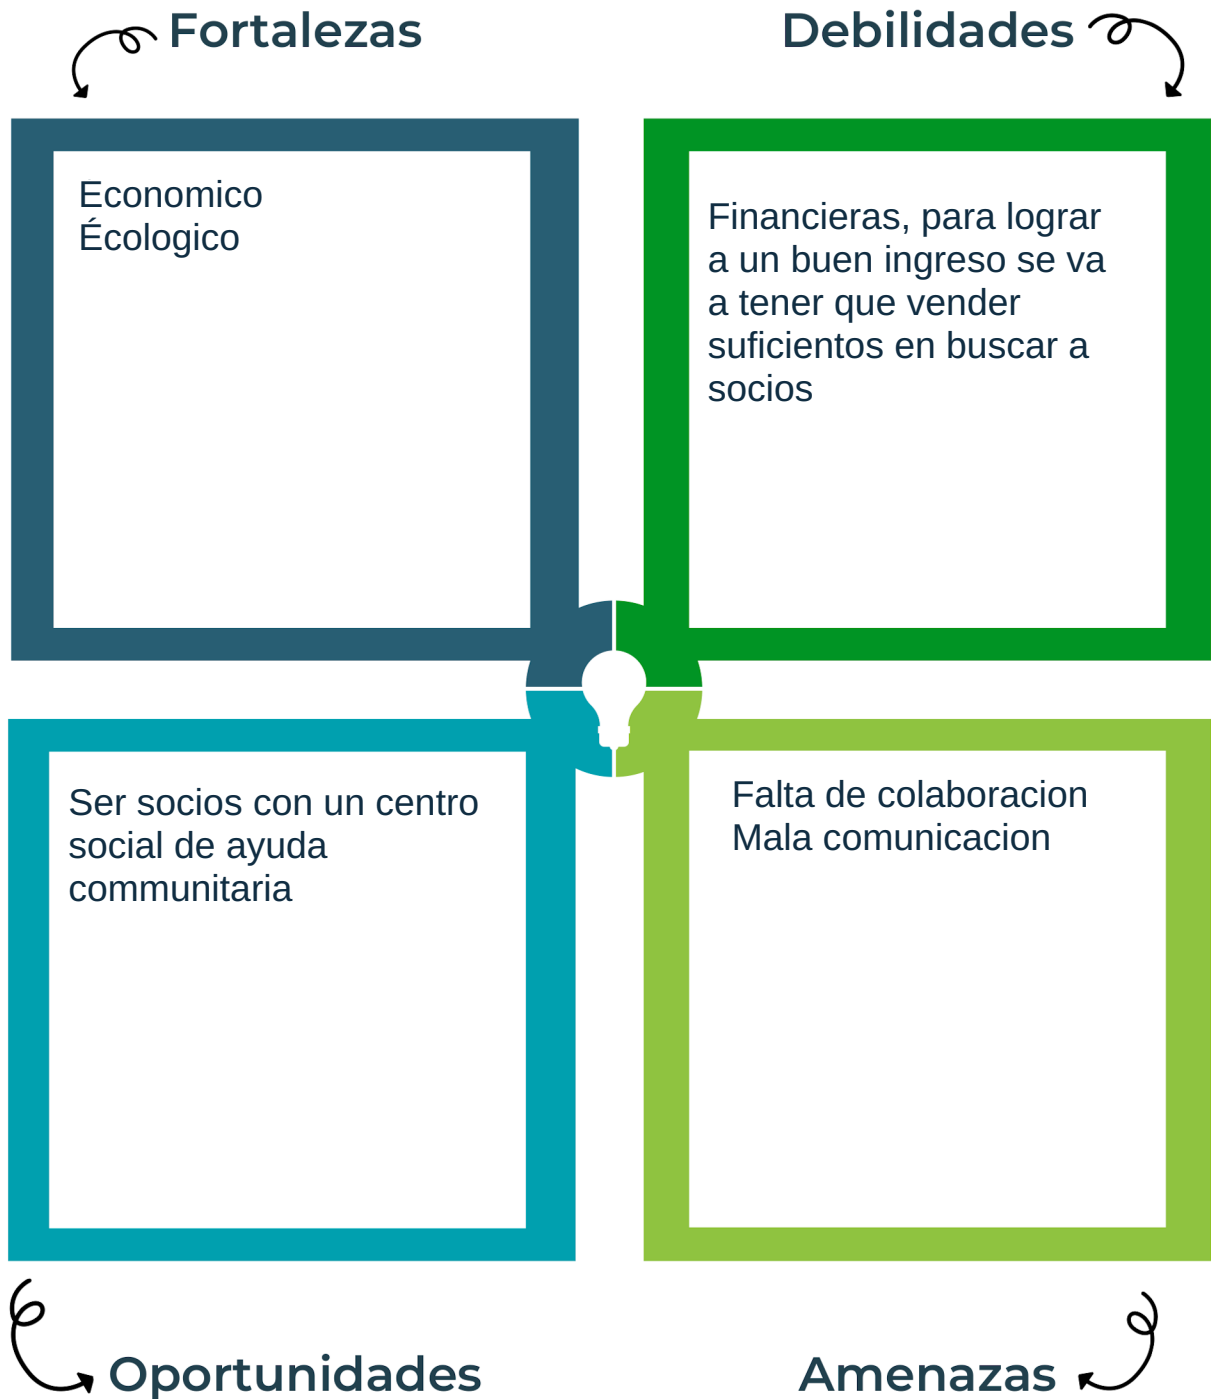 Fortalezas
Economico
Écologico
Debilidades
Financieras, para lograr
a un buen ingreso se va
a tener que vender
suficientos en buscar a
socios
Ser socios con un centro
social de ayuda
communitaria
Oportunidades
Falta de colaboracion
Mala comunicacion
Amenazas